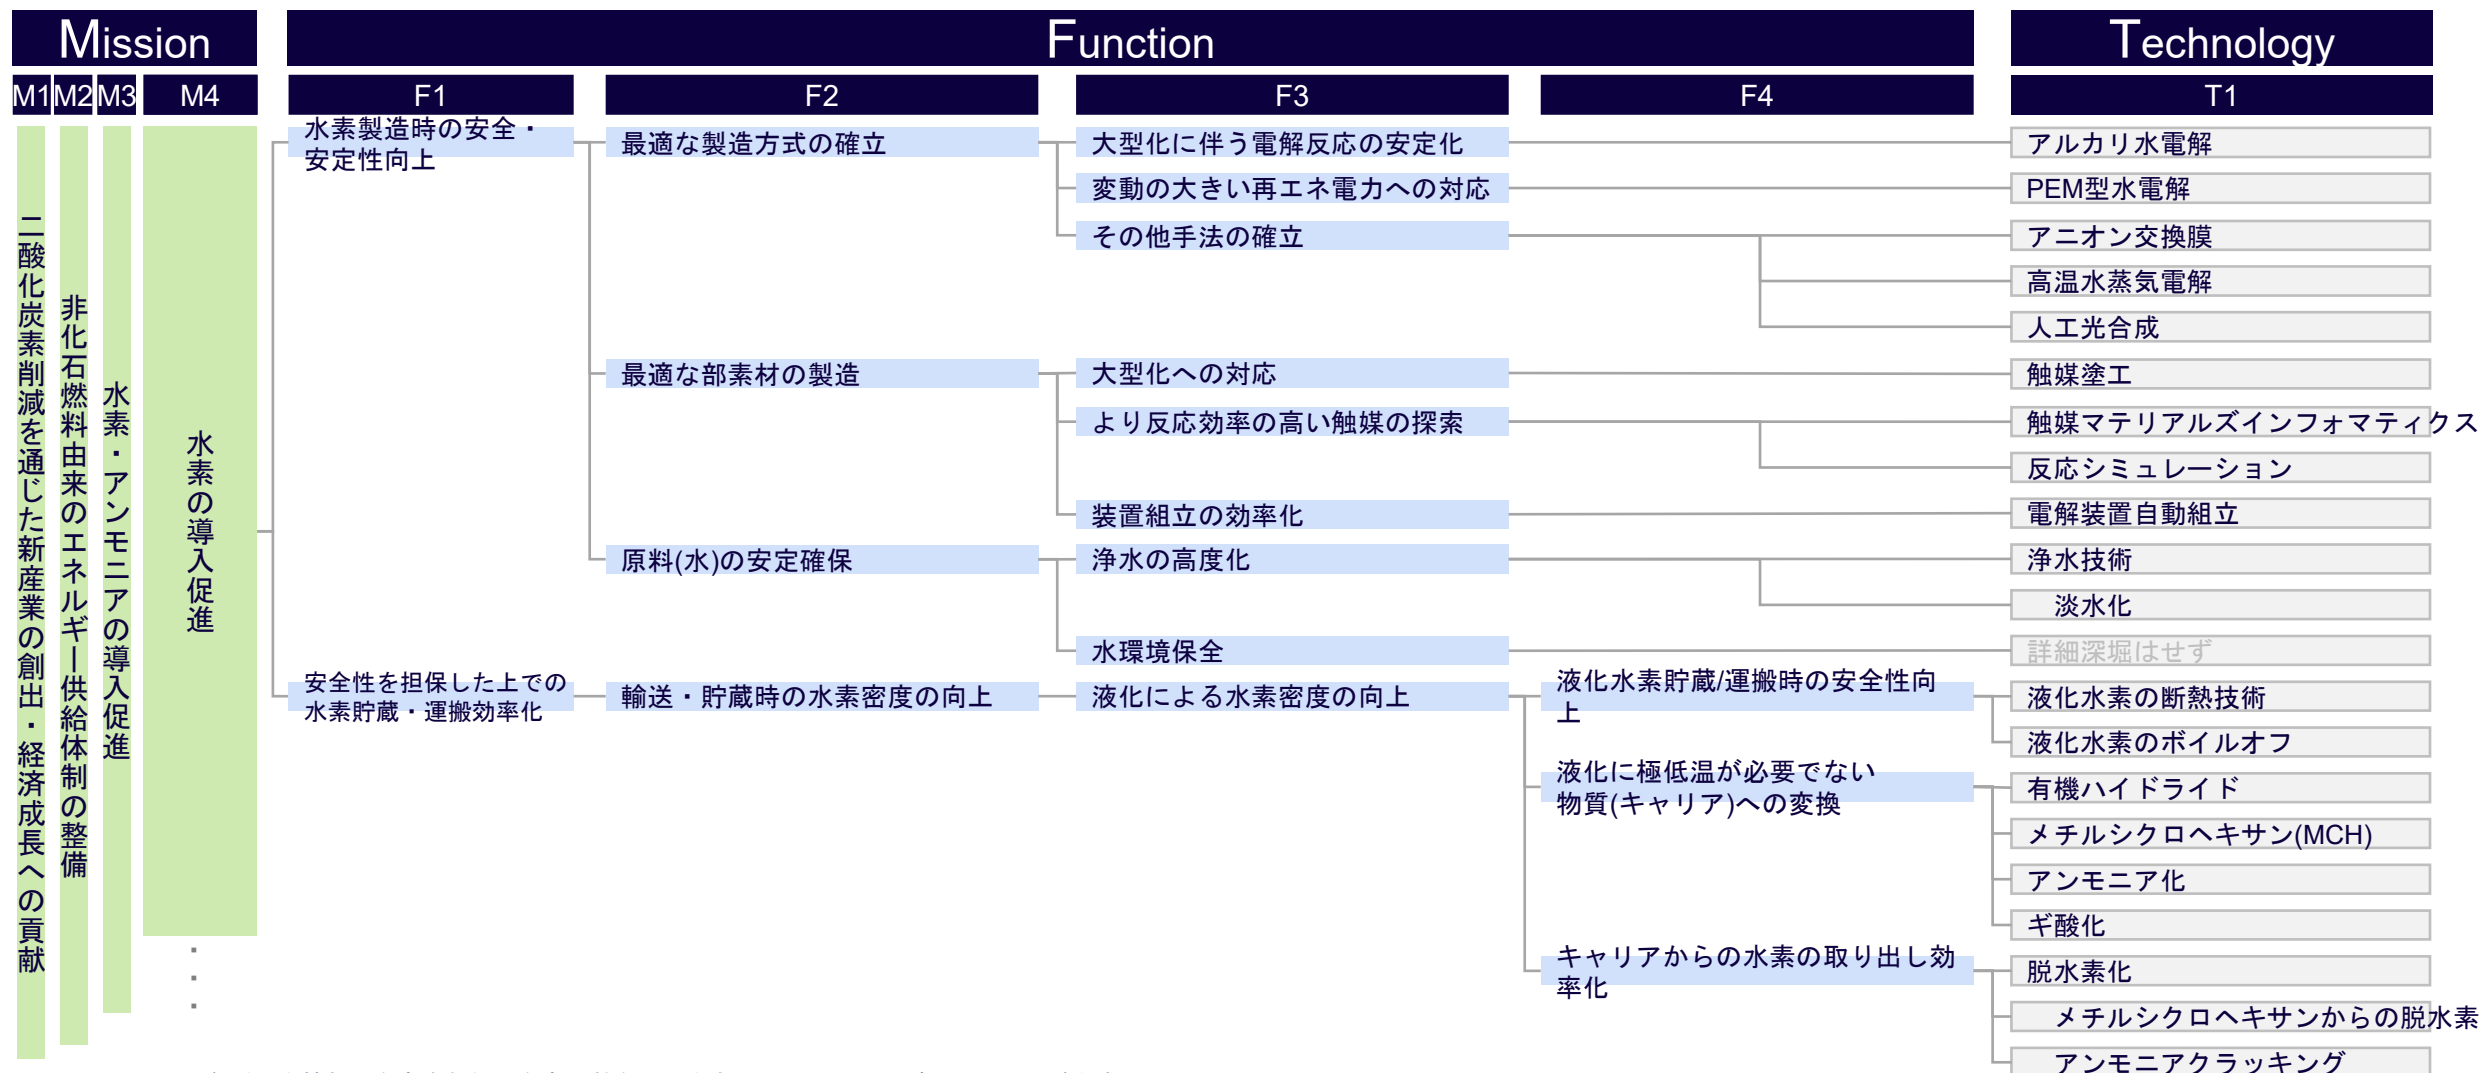 Mission
Function
Technology
M1
M2
M3
M4
F1
F2
F3
F4
T1
二酸化炭素削減を通じた新産業の創出・経済成長への貢献
非化石燃料由来のエネルギー供給体制の整備
水素・アンモニアの導入促進
水素の導入促進
・
・
・
水素製造時の安全・
安定性向上
最適な製造方式の確立
大型化に伴う電解反応の安定化
アルカリ水電解
変動の大きい再エネ電力への対応
PEM型水電解
その他手法の確立
アニオン交換膜
高温水蒸気電解
人工光合成
最適な部素材の製造
大型化への対応
触媒塗工
より反応効率の高い触媒の探索
触媒マテリアルズインフォマティクス
反応シミュレーション
装置組立の効率化
電解装置自動組立
原料(水)の安定確保
浄水の高度化
浄水技術
淡水化
水環境保全
詳細深堀はせず
安全性を担保した上での
水素貯蔵・運搬効率化
輸送・貯蔵時の水素密度の向上
液化による水素密度の向上
液化水素貯蔵/運搬時の安全性向
上
液化水素の断熱技術
液化水素のボイルオフ
液化に極低温が必要でない
物質(キャリア)への変換
有機ハイドライド
メチルシクロヘキサン(MCH)
アンモニア化
ギ酸化
キャリアからの水素の取り出し効
率化
脱水素化
メチルシクロヘキサンからの脱水素
アンモニアクラッキング